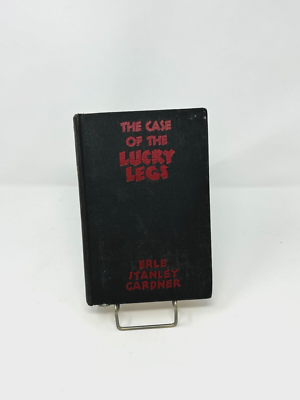 THE CASE
OF THE
LUCKY
LEGS
ERLE
STANLEY
GARDNER